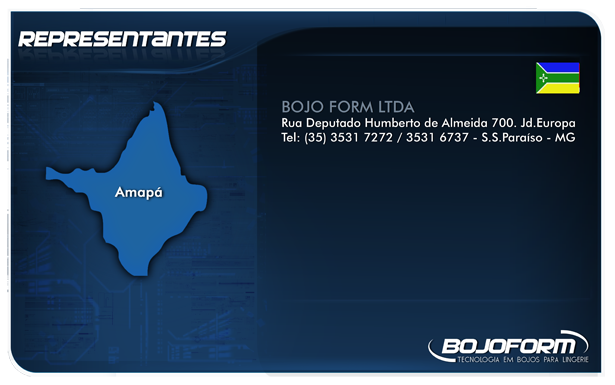 REPRESENTANTES
Amapá
BOJO FORM LTDA
Rua Deputado Humberto de Almeida 700. Jd.Europa
Tel: (35) 3531 7272 / 3531 6737 - S.S.Paraíso - MG
BOJOFORM
TECNOLOGIA EM BOJOS PARA LINGERIE